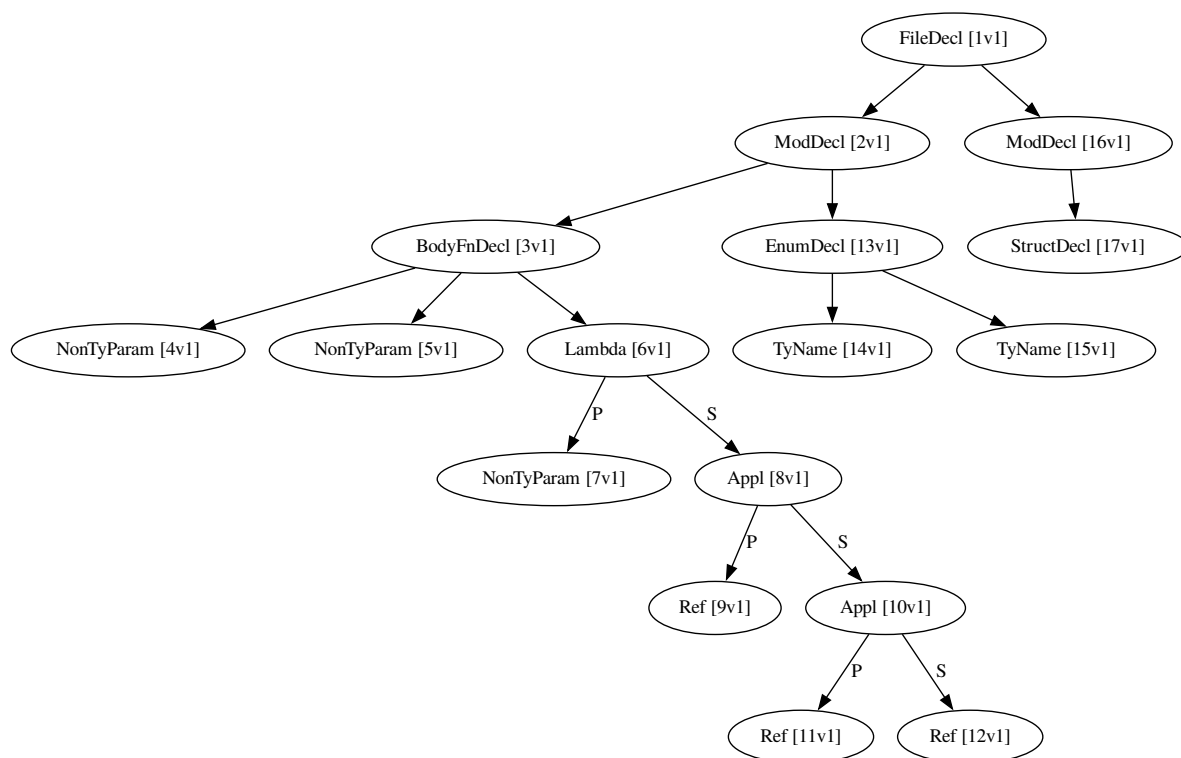 FileDecl [1v1]
ModDecl [2v1]
ModDecl [16v1]
BodyFnDecl [3v1]
EnumDecl [13v1]
StructDecl [17v1]
NonTyParam [4v1]
NonTyParam [5v1]
Lambda [6v1]
TyName [14v1]
TyName [15v1]
P
S
NonTyParam [7v1]
Appl [8v1]
P
S
Ref [9v1]
Appl [10v1]
P
S
Ref [11v1]
Ref [12v1]